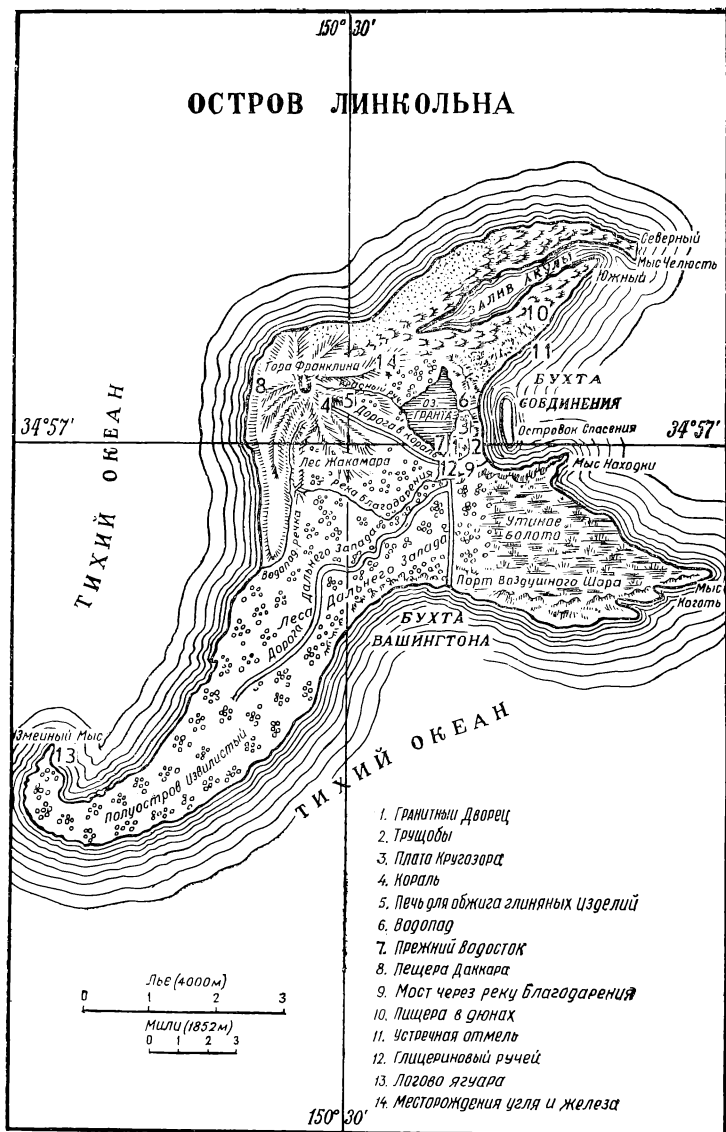 150° 30'
ОСТРОВ ЛИНКОЛЬНА
Северный
Мыс Челюсть
Южный
ЗАЛИВ АКУЛЫ
10
11
Гора Франклина
14
8
Красный руч.
4
5
ОЗ. ГРАНТА
6
3
БУХТА
СОЕДИНЕНИЯ
Островок Спасения
Дорога в Кораль
34°57'
34°57'
7 1 2
12 9
Мыс Находки
Лес Жакамара
Река Благодарения
Утиное
болото
Водопад речка
Дорога Дальнего Запада
Леса Дальнего Запада
Порт Воздушного Шара
Мыс
Коготь
БУХТА
ВАШИНГТОНА
ТИХИЙ ОКЕАН
ТИХИЙ ОКЕАН
Змеиный Мыс
13
Полуостров Извилистый
1. Гранитный Дворец
2. Трущобы
3. Плато Кругозора
4. Кораль
5. Печь для обжига глиняных изделий
6. Водопад
7. Прежний водосток
8. Пещера Даккара
9. Мост через реку Благодарения
10. Пищера в дюнах
11. Устречная отмель
12. Глицериновый ручей
13. Логово ягуара
14. Месторождения угля и железа
Лье (4000м)
0 1 2 3
Мили (1852м)
0 1 2 3
150° 30'